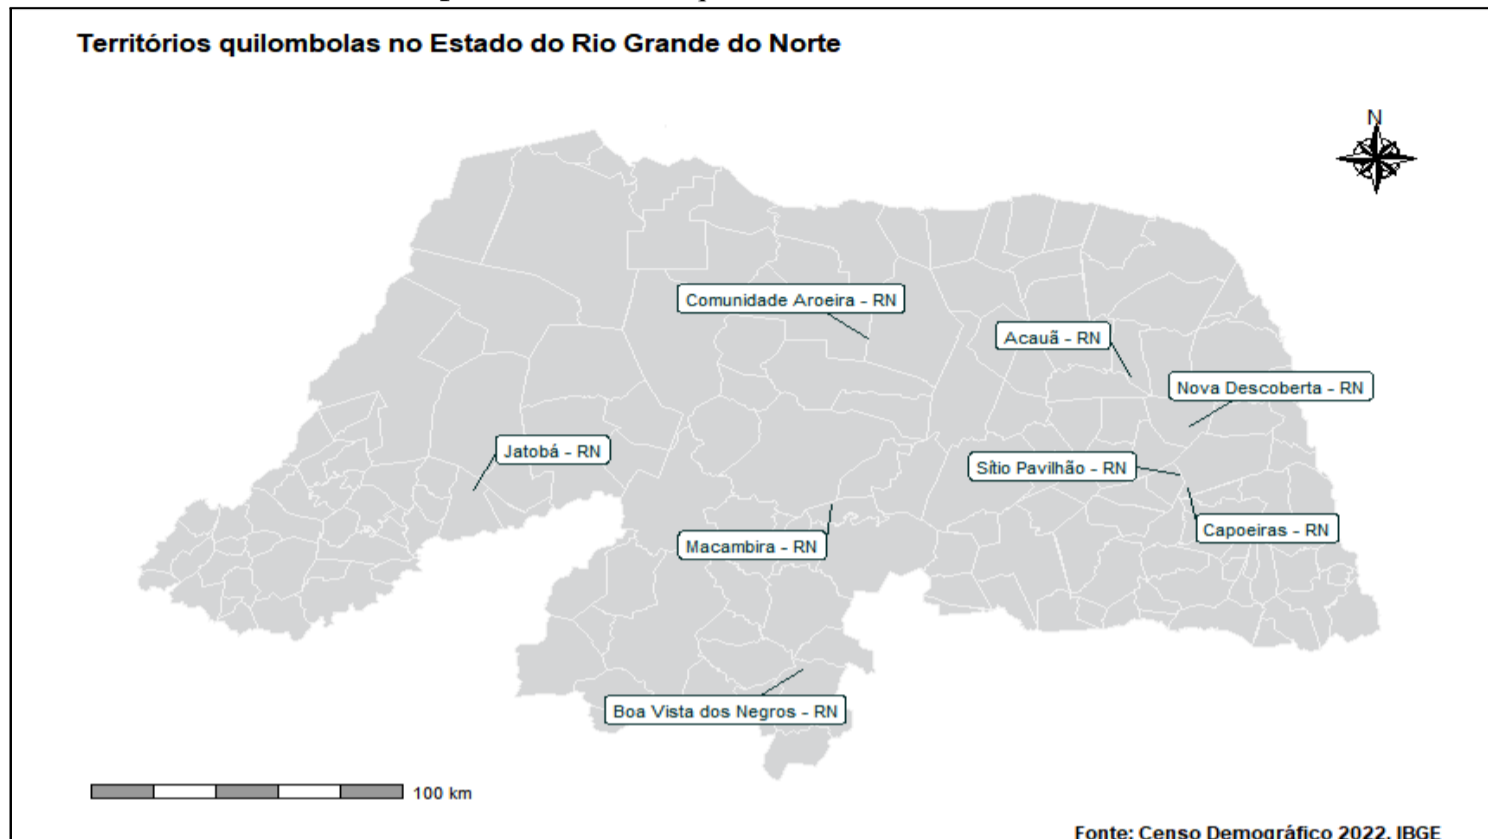 Territórios quilombolas no Estado do Rio Grande do Norte
N
Comunidade Aroeira - RN
Acauã - RN
Nova Descoberta - RN
Jatobá - RN
Sítio Pavilhão - RN
Capoeiras - RN
Macambira - RN
Boa Vista dos Negros - RN
100 km
Fonte: Censo Demográfico 2022, IBGE